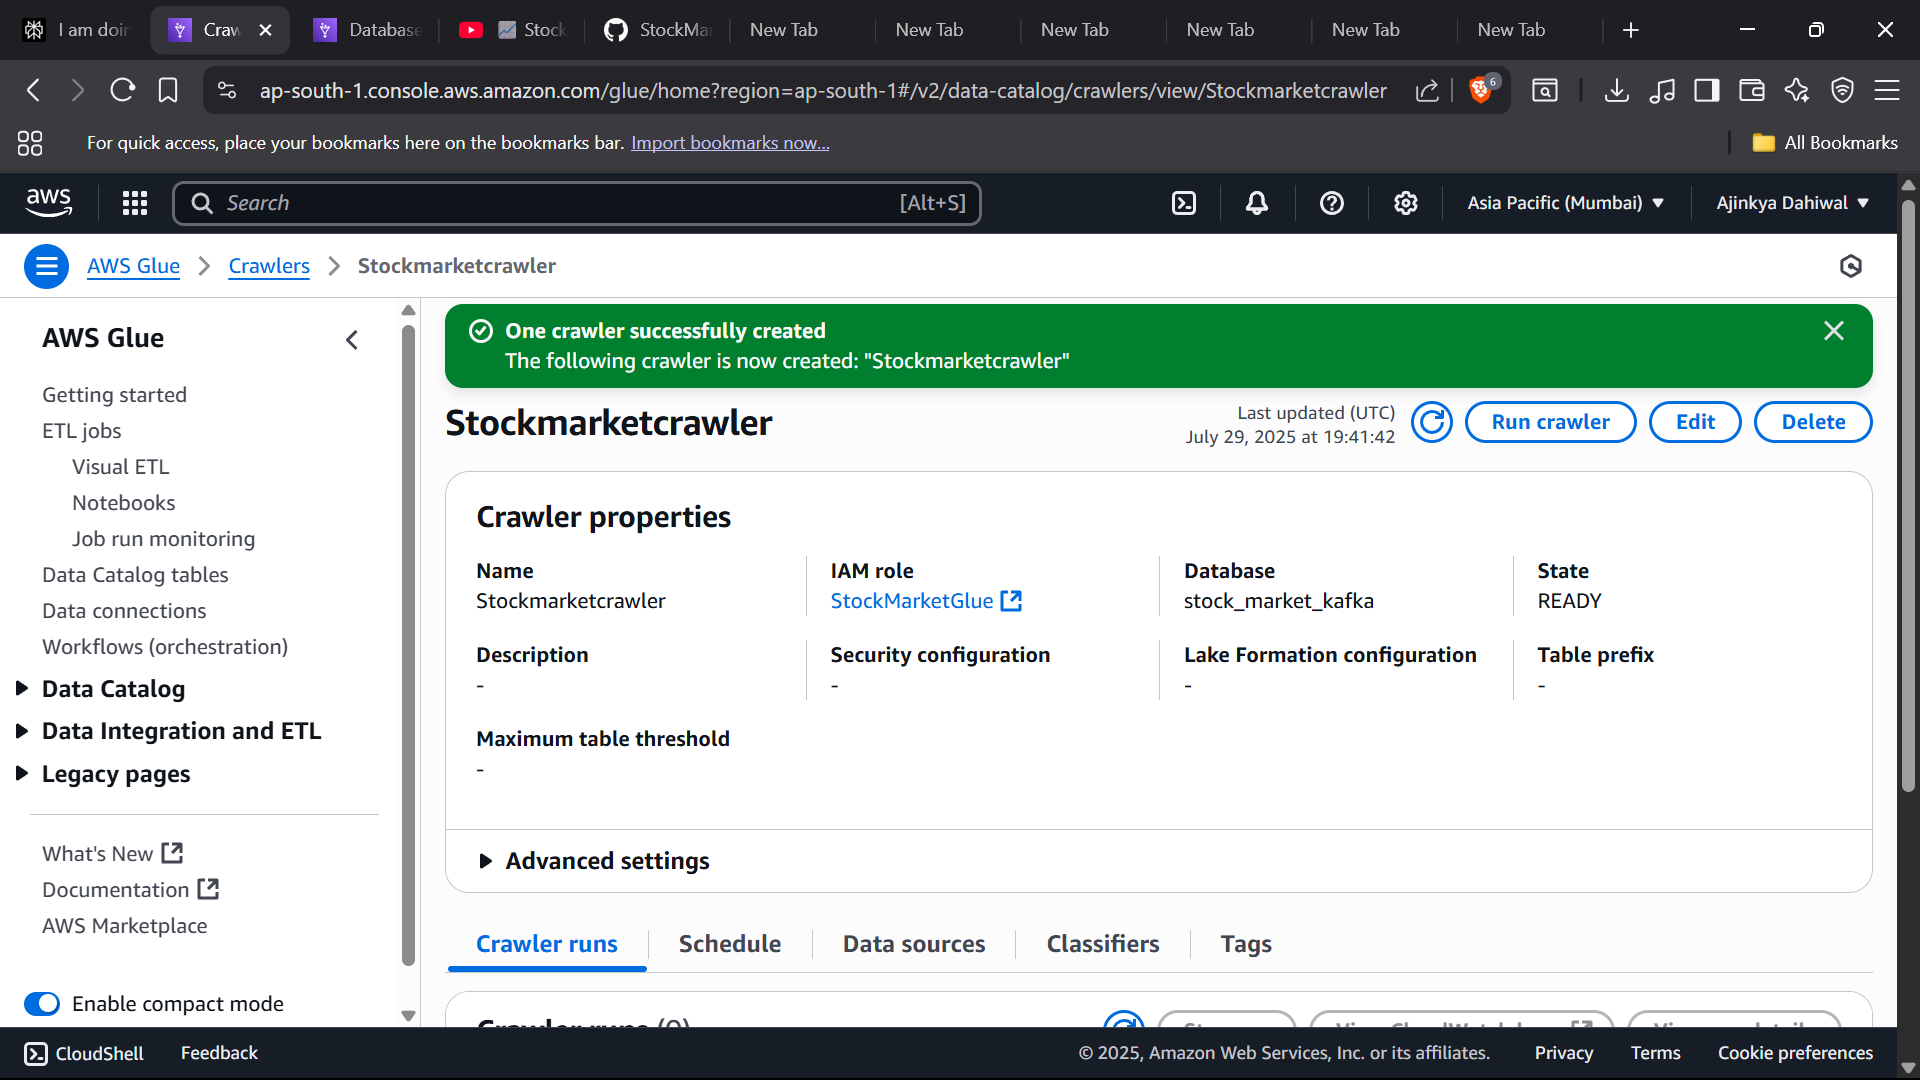 I am doin
Craw
Database
Stock
StockMar
New Tab
New Tab
New Tab
New Tab
New Tab
New Tab
ap-south-1.console.aws.amazon.com/glue/home?region=ap-south-1#/v2/data-catalog/crawlers/view/Stockmarketcrawler
6
For quick access, place your bookmarks here on the bookmarks bar. Import bookmarks now...
All Bookmarks
aws
Search
[Alt+S]
Asia Pacific (Mumbai)
Ajinkya Dahiwal
AWS Glue
Crawlers
Stockmarketcrawler
AWS Glue
Getting started
ETL jobs
Visual ETL
Notebooks
Job run monitoring
Data Catalog tables
Data connections
Workflows (orchestration)
Data Catalog
Data Integration and ETL
Legacy pages
What's New
Documentation
AWS Marketplace
Enable compact mode
One crawler successfully created
The following crawler is now created: "Stockmarketcrawler"
Stockmarketcrawler
Last updated (UTC)
July 29, 2025 at 19:41:42
Run crawler
Edit
Delete
Crawler properties
Name
Stockmarketcrawler
IAM role
StockMarketGlue
Database
stock_market_kafka
State
READY
Description
-
Security configuration
-
Lake Formation configuration
-
Table prefix
-
Maximum table threshold
-
Advanced settings
Crawler runs
Schedule
Data sources
Classifiers
Tags
Crawler runs (0)
CloudShell
Feedback
© 2025, Amazon Web Services, Inc. or its affiliates.
Privacy
Terms
Cookie preferences